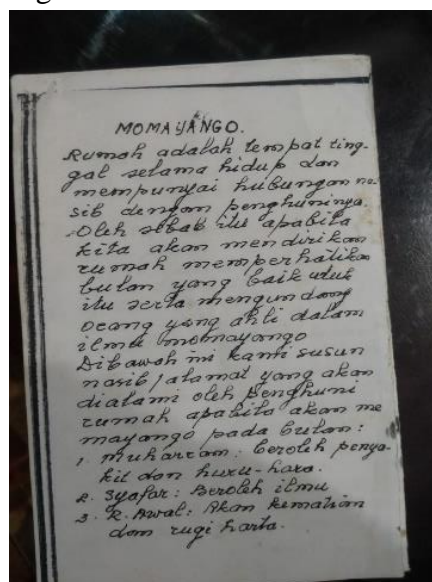 MOMAYANGO.
Rumah adalah tempat ting-
gal selama hidup dan
mempunyai hubungan na-
sib dengan penghuninya.
Oleh sebab itu apabila
kita akan mendirikan
rumah memperhatikan
bulan yang baik utuk
itu serta mengundang
orang yang ahli dalam
ilmu momayango
Dibawah ini kami susun
nasib/alamat yang akan
dialami oleh penghuni
rumah apabila akan me
mayango pada bulan:
1. Muharram: beroleh penya-
kit dan huru-hara.
2. Syafar: Beroleh ilmu
3. R. Awal: Akan kematian
dan rugi harta.